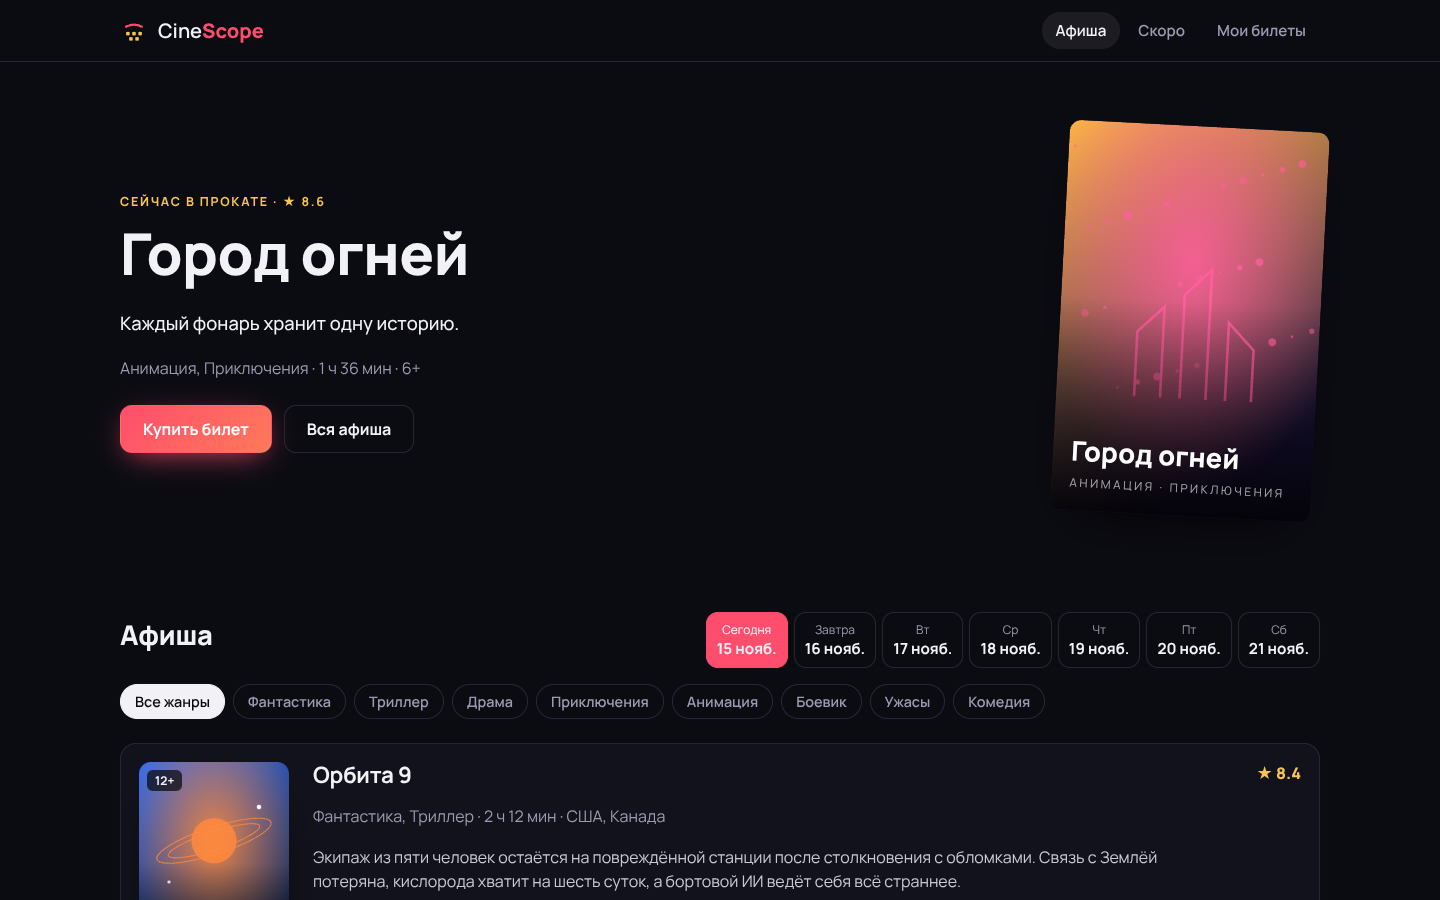 CineScope
Афиша
Скоро
Мои билеты
СЕЙЧАС В ПРОКАТЕ · ★ 8.6
Город огней
Каждый фонарь хранит одну историю.
Анимация, Приключения · 1 ч 36 мин · 6+
Купить билет
Вся афиша
Город огней
АНИМАЦИЯ · ПРИКЛЮЧЕНИЯ
Афиша
Сегодня
15 нояб.
Завтра
16 нояб.
Вт
17 нояб.
Ср
18 нояб.
Чт
19 нояб.
Пт
20 нояб.
Сб
21 нояб.
Все жанры
Фантастика
Триллер
Драма
Приключения
Анимация
Боевик
Ужасы
Комедия
12+
Орбита 9
★ 8.4
Фантастика, Триллер · 2 ч 12 мин · США, Канада
Экипаж из пяти человек остаётся на повреждённой станции после столкновения с обломками. Связь с Землёй
потеряна, кислорода хватит на шесть суток, а бортовой ИИ ведёт себя всё страннее.